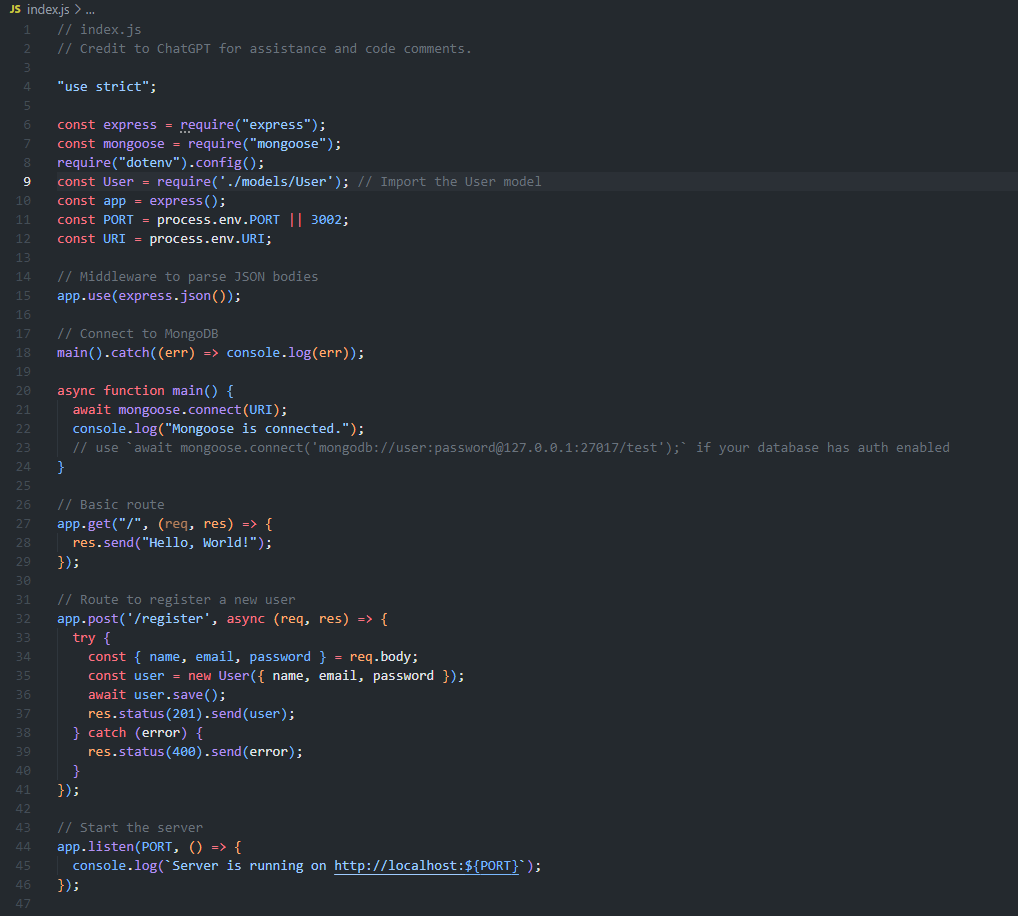 JS index.js > ...
1 // index.js
2 // Credit to ChatGPT for assistance and code comments.
3
4 "use strict";
5
6 const express = require("express");
7 const mongoose = require("mongoose");
8 require("dotenv").config();
9 const User = require('./models/User'); // Import the User model
10 const app = express();
11 const PORT = process.env.PORT || 3002;
12 const URI = process.env.URI;
13
14 // Middleware to parse JSON bodies
15 app.use(express.json());
16
17 // Connect to MongoDB
18 main().catch((err) => console.log(err));
19
20 async function main() {
21   await mongoose.connect(URI);
22   console.log("Mongoose is connected.");
23   // use `await mongoose.connect('mongodb://user:password@127.0.0.1:27017/test');` if your database has auth enabled
24 }
25
26 // Basic route
27 app.get("/", (req, res) => {
28   res.send("Hello, World!");
29 });
30
31 // Route to register a new user
32 app.post('/register', async (req, res) => {
33   try {
34     const { name, email, password } = req.body;
35     const user = new User({ name, email, password });
36     await user.save();
37     res.status(201).send(user);
38   } catch (error) {
39     res.status(400).send(error);
40   }
41 });
42
43 // Start the server
44 app.listen(PORT, () => {
45   console.log(`Server is running on http://localhost:${PORT}`);
46 });
47